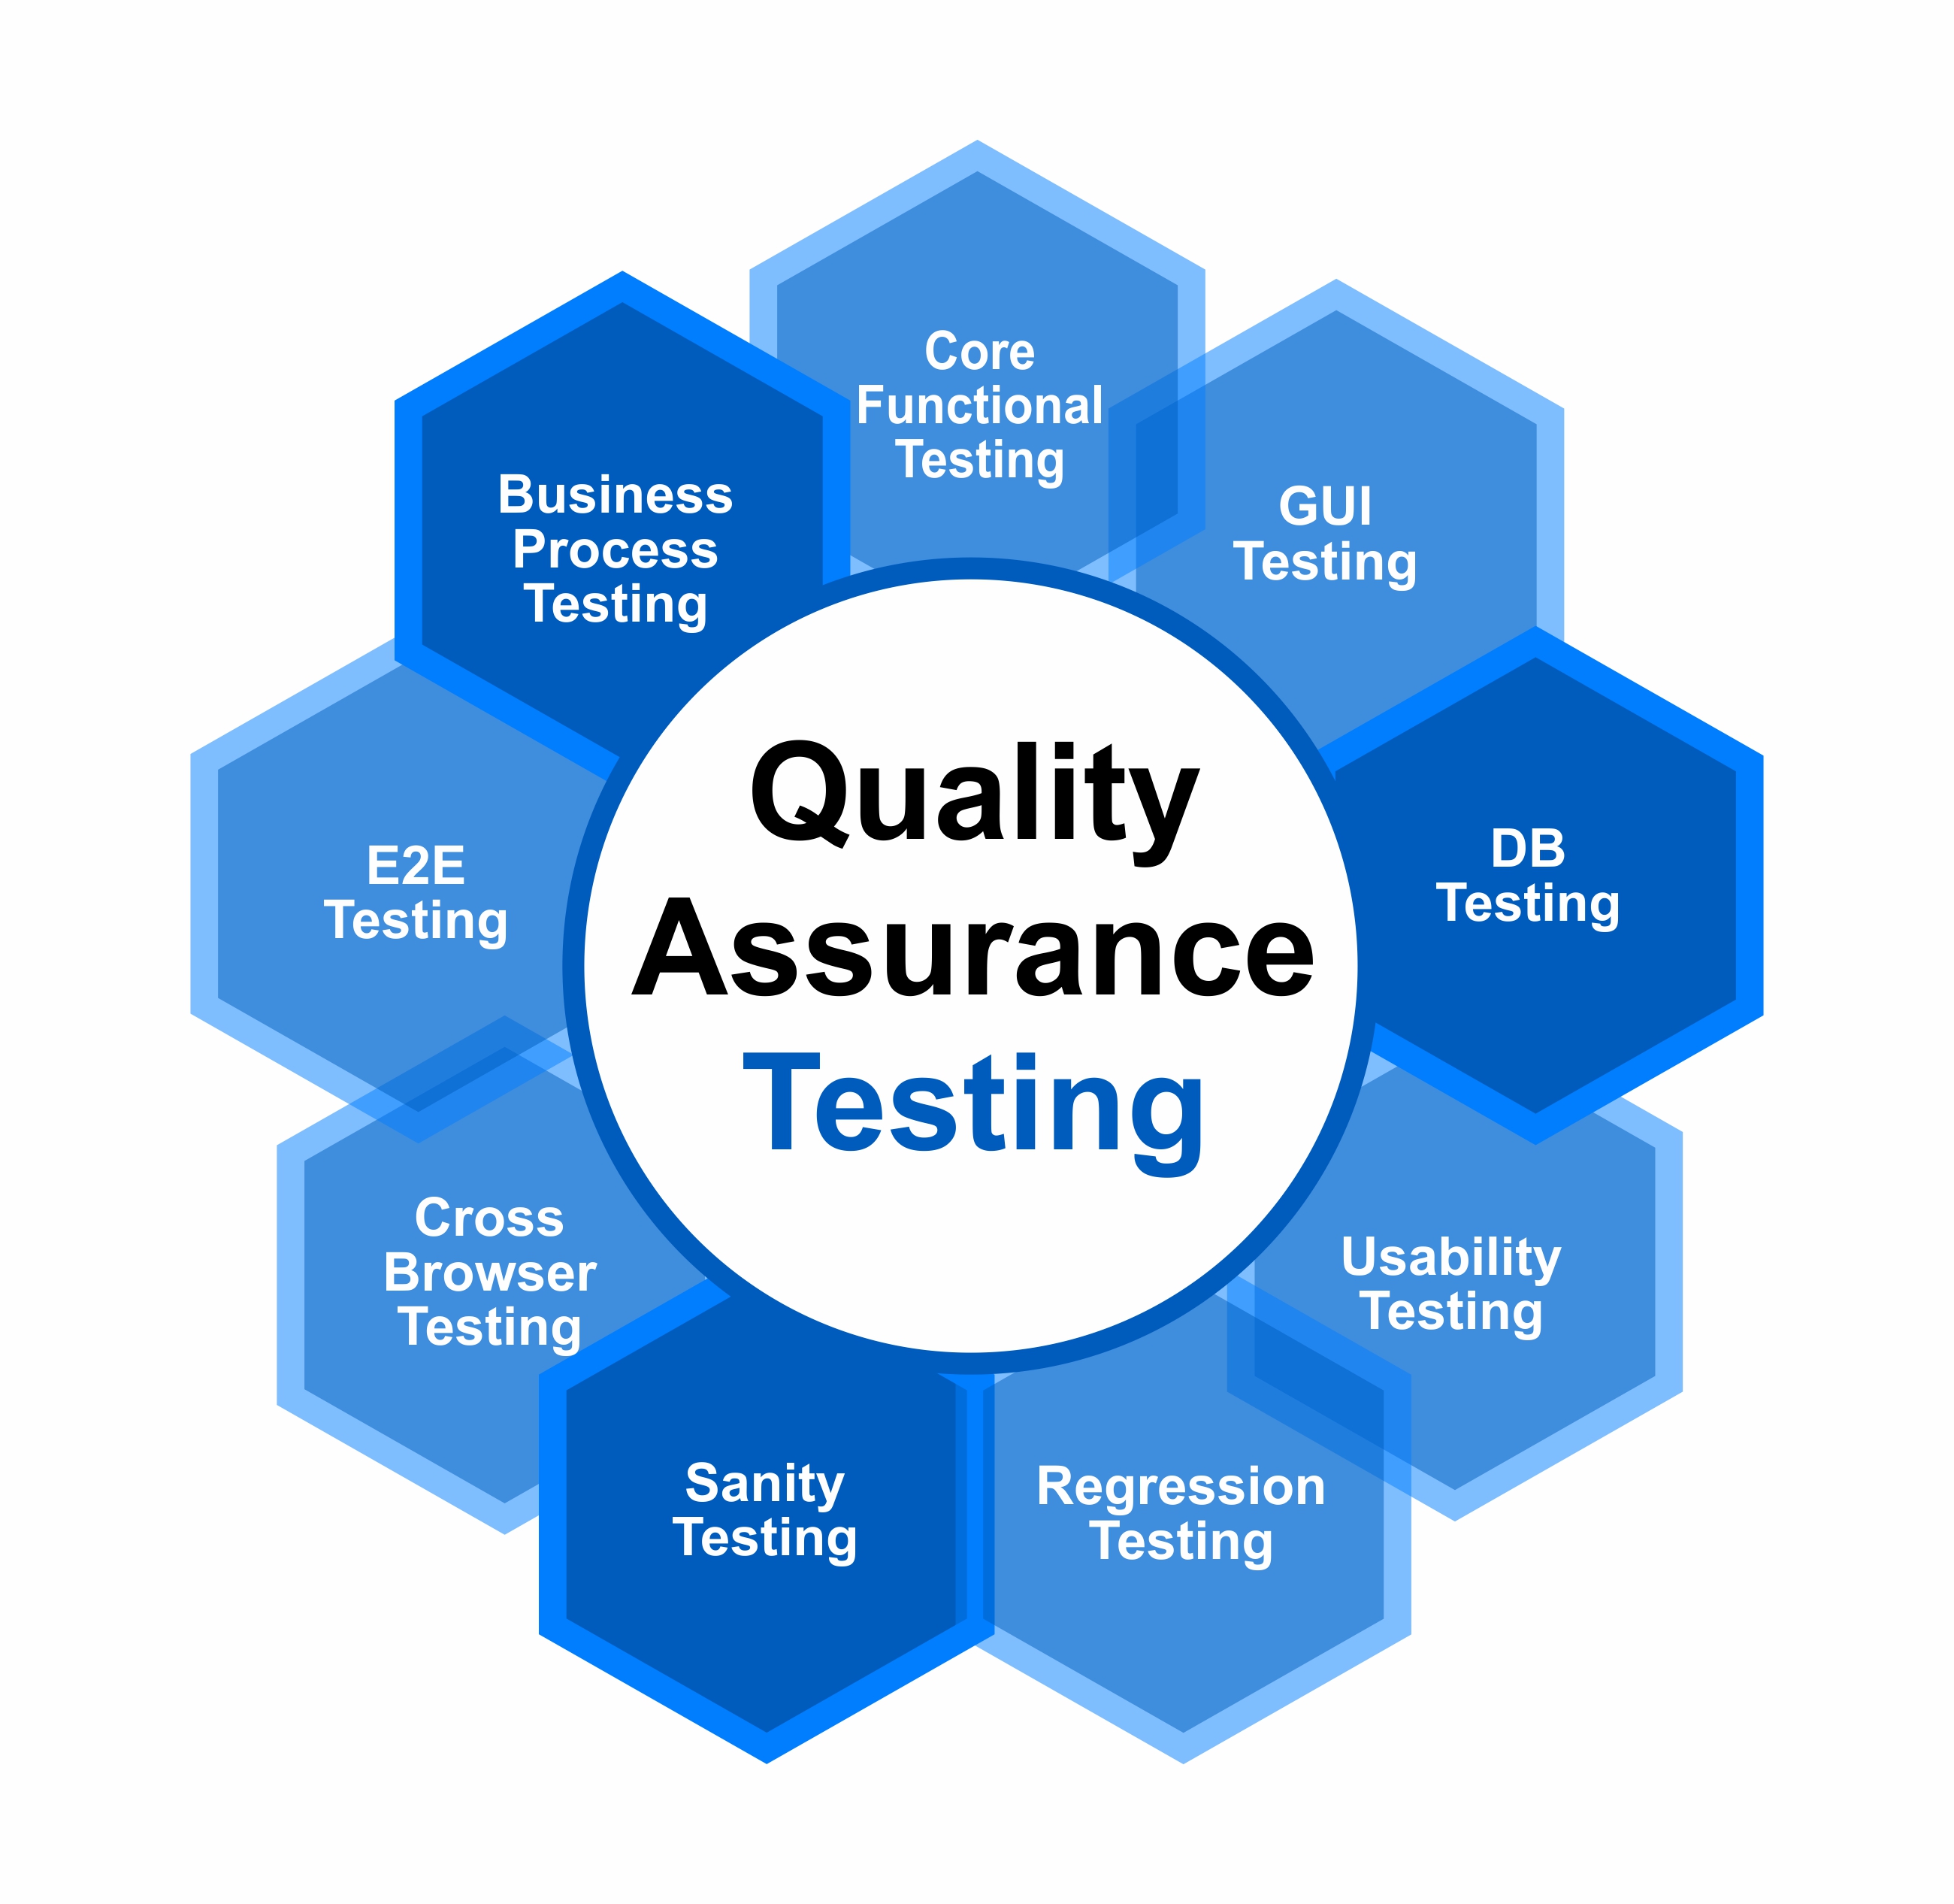 Core
Functional
Testing
GUI
Testing
DB
Testing
Usability
Testing
Regression
Testing
Sanity
Testing
Cross
Browser
Testing
E2E
Testing
Business
Process
Testing
Quality
Assurance
Testing